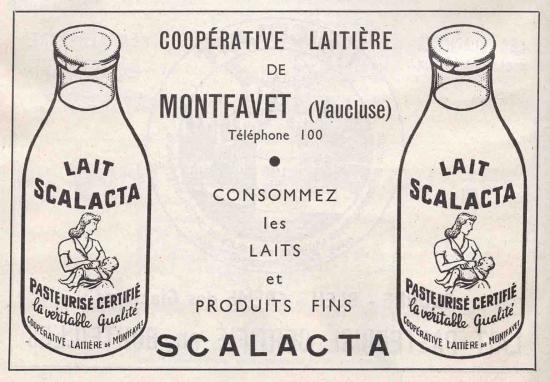 COOPÉRATIVE LAITIÈRE
DE
MONTFAVET (Vaucluse)
Téléphone 100
CONSOMMEZ
les
LAITS
et
PRODUITS FINS
SCALACTA
LAIT
SCALACTA
PASTEURISÉ CERTIFIÉ
la véritable Qualité
COOPÉRATIVE LAITIÈRE DE MONTFAVET
LAIT
SCALACTA
PASTEURISÉ CERTIFIÉ
la véritable Qualité
COOPÉRATIVE LAITIÈRE DE MONTFAVET